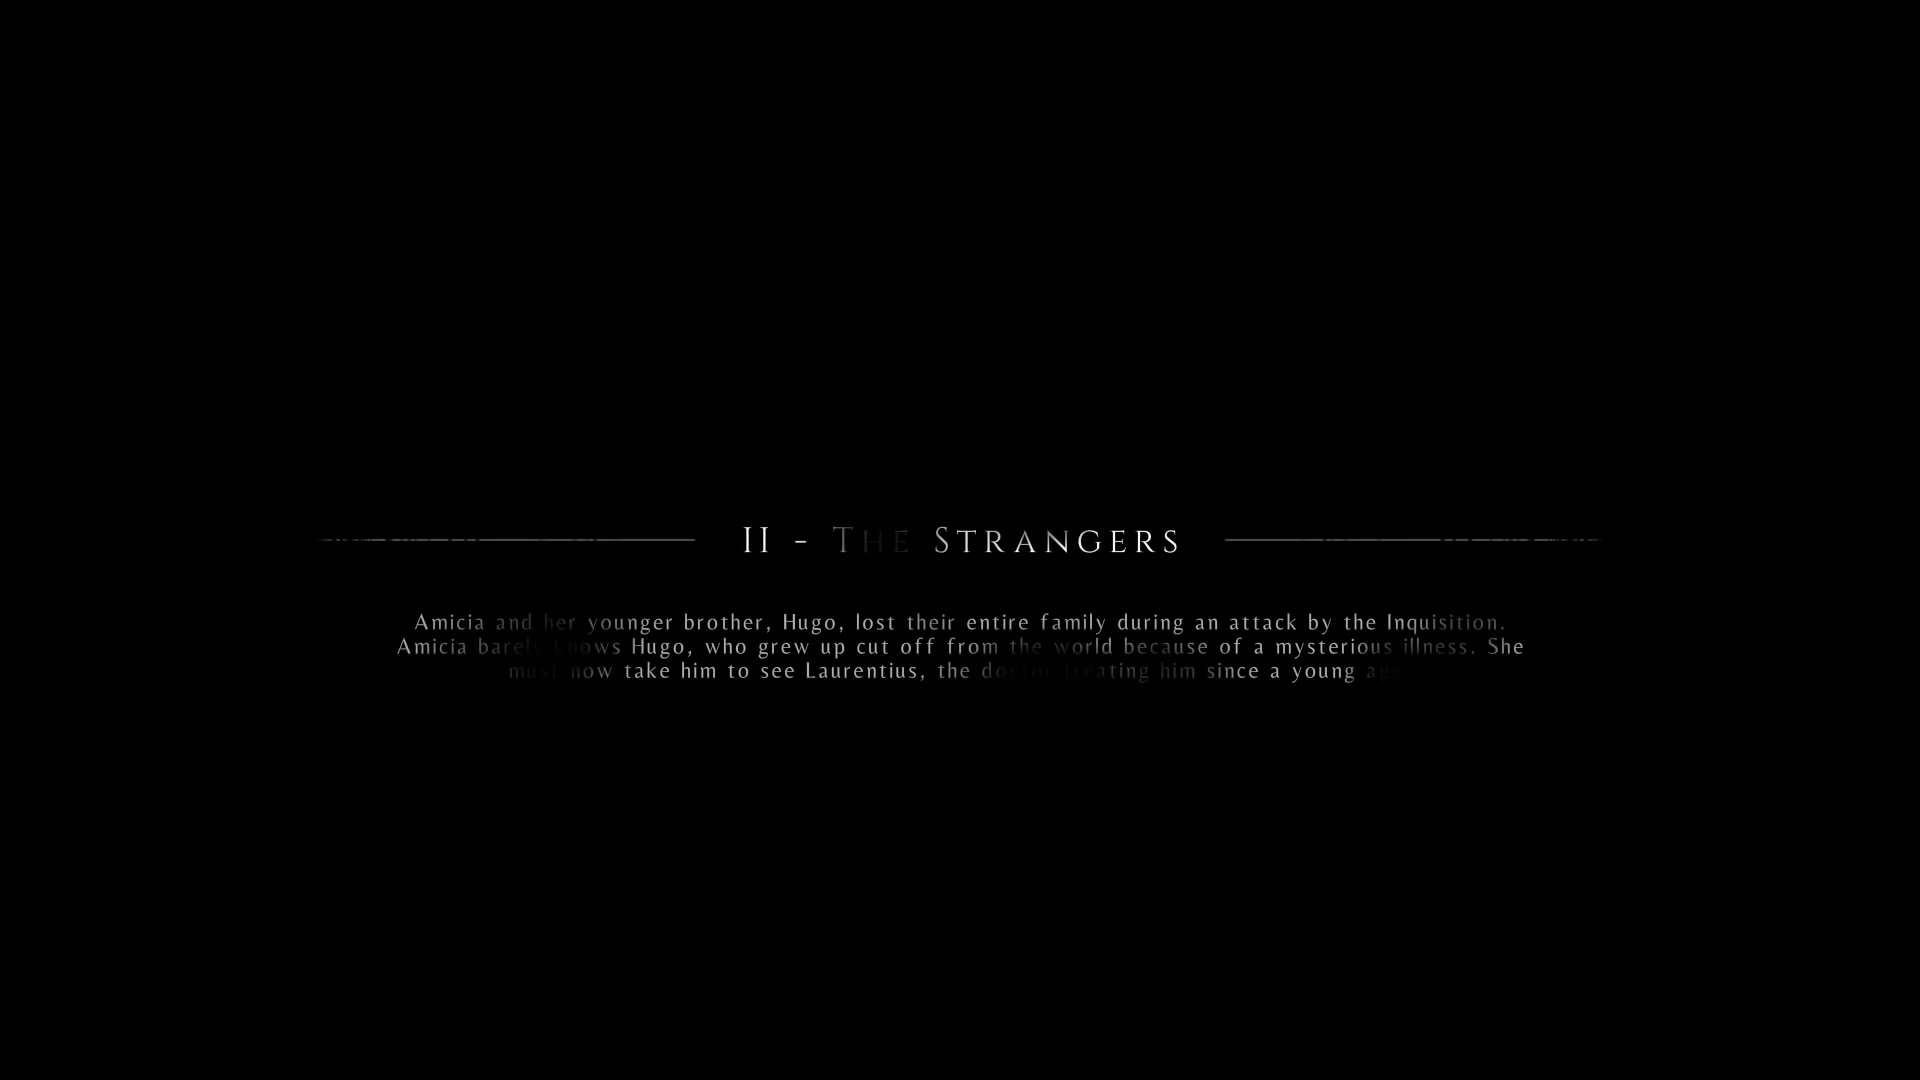 II - The Strangers
Amicia and her younger brother, Hugo, lost their entire family during an attack by the Inquisition.
Amicia barely knows Hugo, who grew up cut off from the world because of a mysterious illness. She
must now take him to see Laurentius, the doctor treating him since a young age